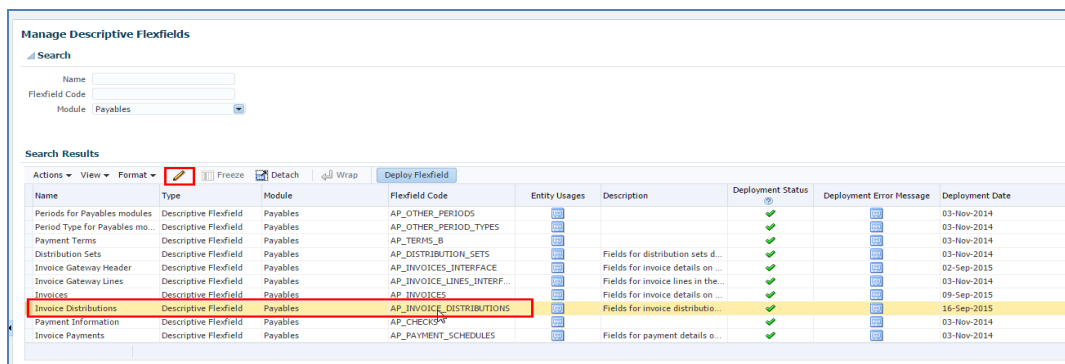 Manage Descriptive Flexfields
Search
Name
Flexfield Code
Module Payables
Search Results
Actions View Format Freeze Detach Wrap Deploy Flexfield
Name Type Module Flexfield Code Entity Usages Description Deployment Status Deployment Error Message Deployment Date
Periods for Payables modules Descriptive Flexfield Payables AP_OTHER_PERIODS 03-Nov-2014
Period Type for Payables mo... Descriptive Flexfield Payables AP_OTHER_PERIOD_TYPES 03-Nov-2014
Payment Terms Descriptive Flexfield Payables AP_TERMS_B 03-Nov-2014
Distribution Sets Descriptive Flexfield Payables AP_DISTRIBUTION_SETS Fields for distribution sets d... 03-Nov-2014
Invoice Gateway Header Descriptive Flexfield Payables AP_INVOICES_INTERFACE Fields for invoice details on ... 02-Sep-2015
Invoice Gateway Lines Descriptive Flexfield Payables AP_INVOICE_LINES_INTERF... Fields for invoice lines in the... 03-Nov-2014
Invoices Descriptive Flexfield Payables AP_INVOICES Fields for invoice details on ... 09-Sep-2015
Invoice Distributions Descriptive Flexfield Payables AP_INVOICE_DISTRIBUTIONS Fields for invoice distributio... 16-Sep-2015
Payment Information Descriptive Flexfield Payables AP_CHECKS 03-Nov-2014
Invoice Payments Descriptive Flexfield Payables AP_PAYMENT_SCHEDULES Fields for payment details o... 03-Nov-2014